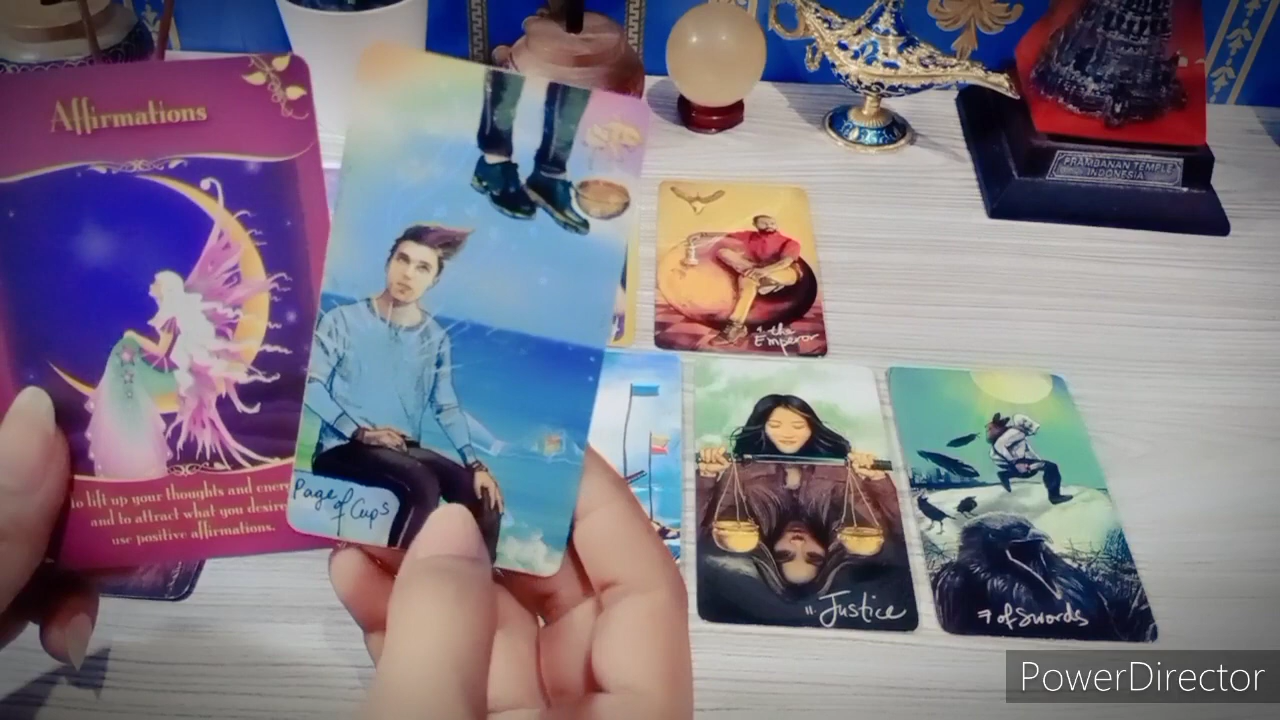 Affirmations
to lift up your thoughts and
and to attract what you desire
use positive affirmations.
Page of Cups
4 the
Emperor
11. Justice
7 of Swords
PRAMBANAN TEMPLE
INDONESIA
PowerDirector